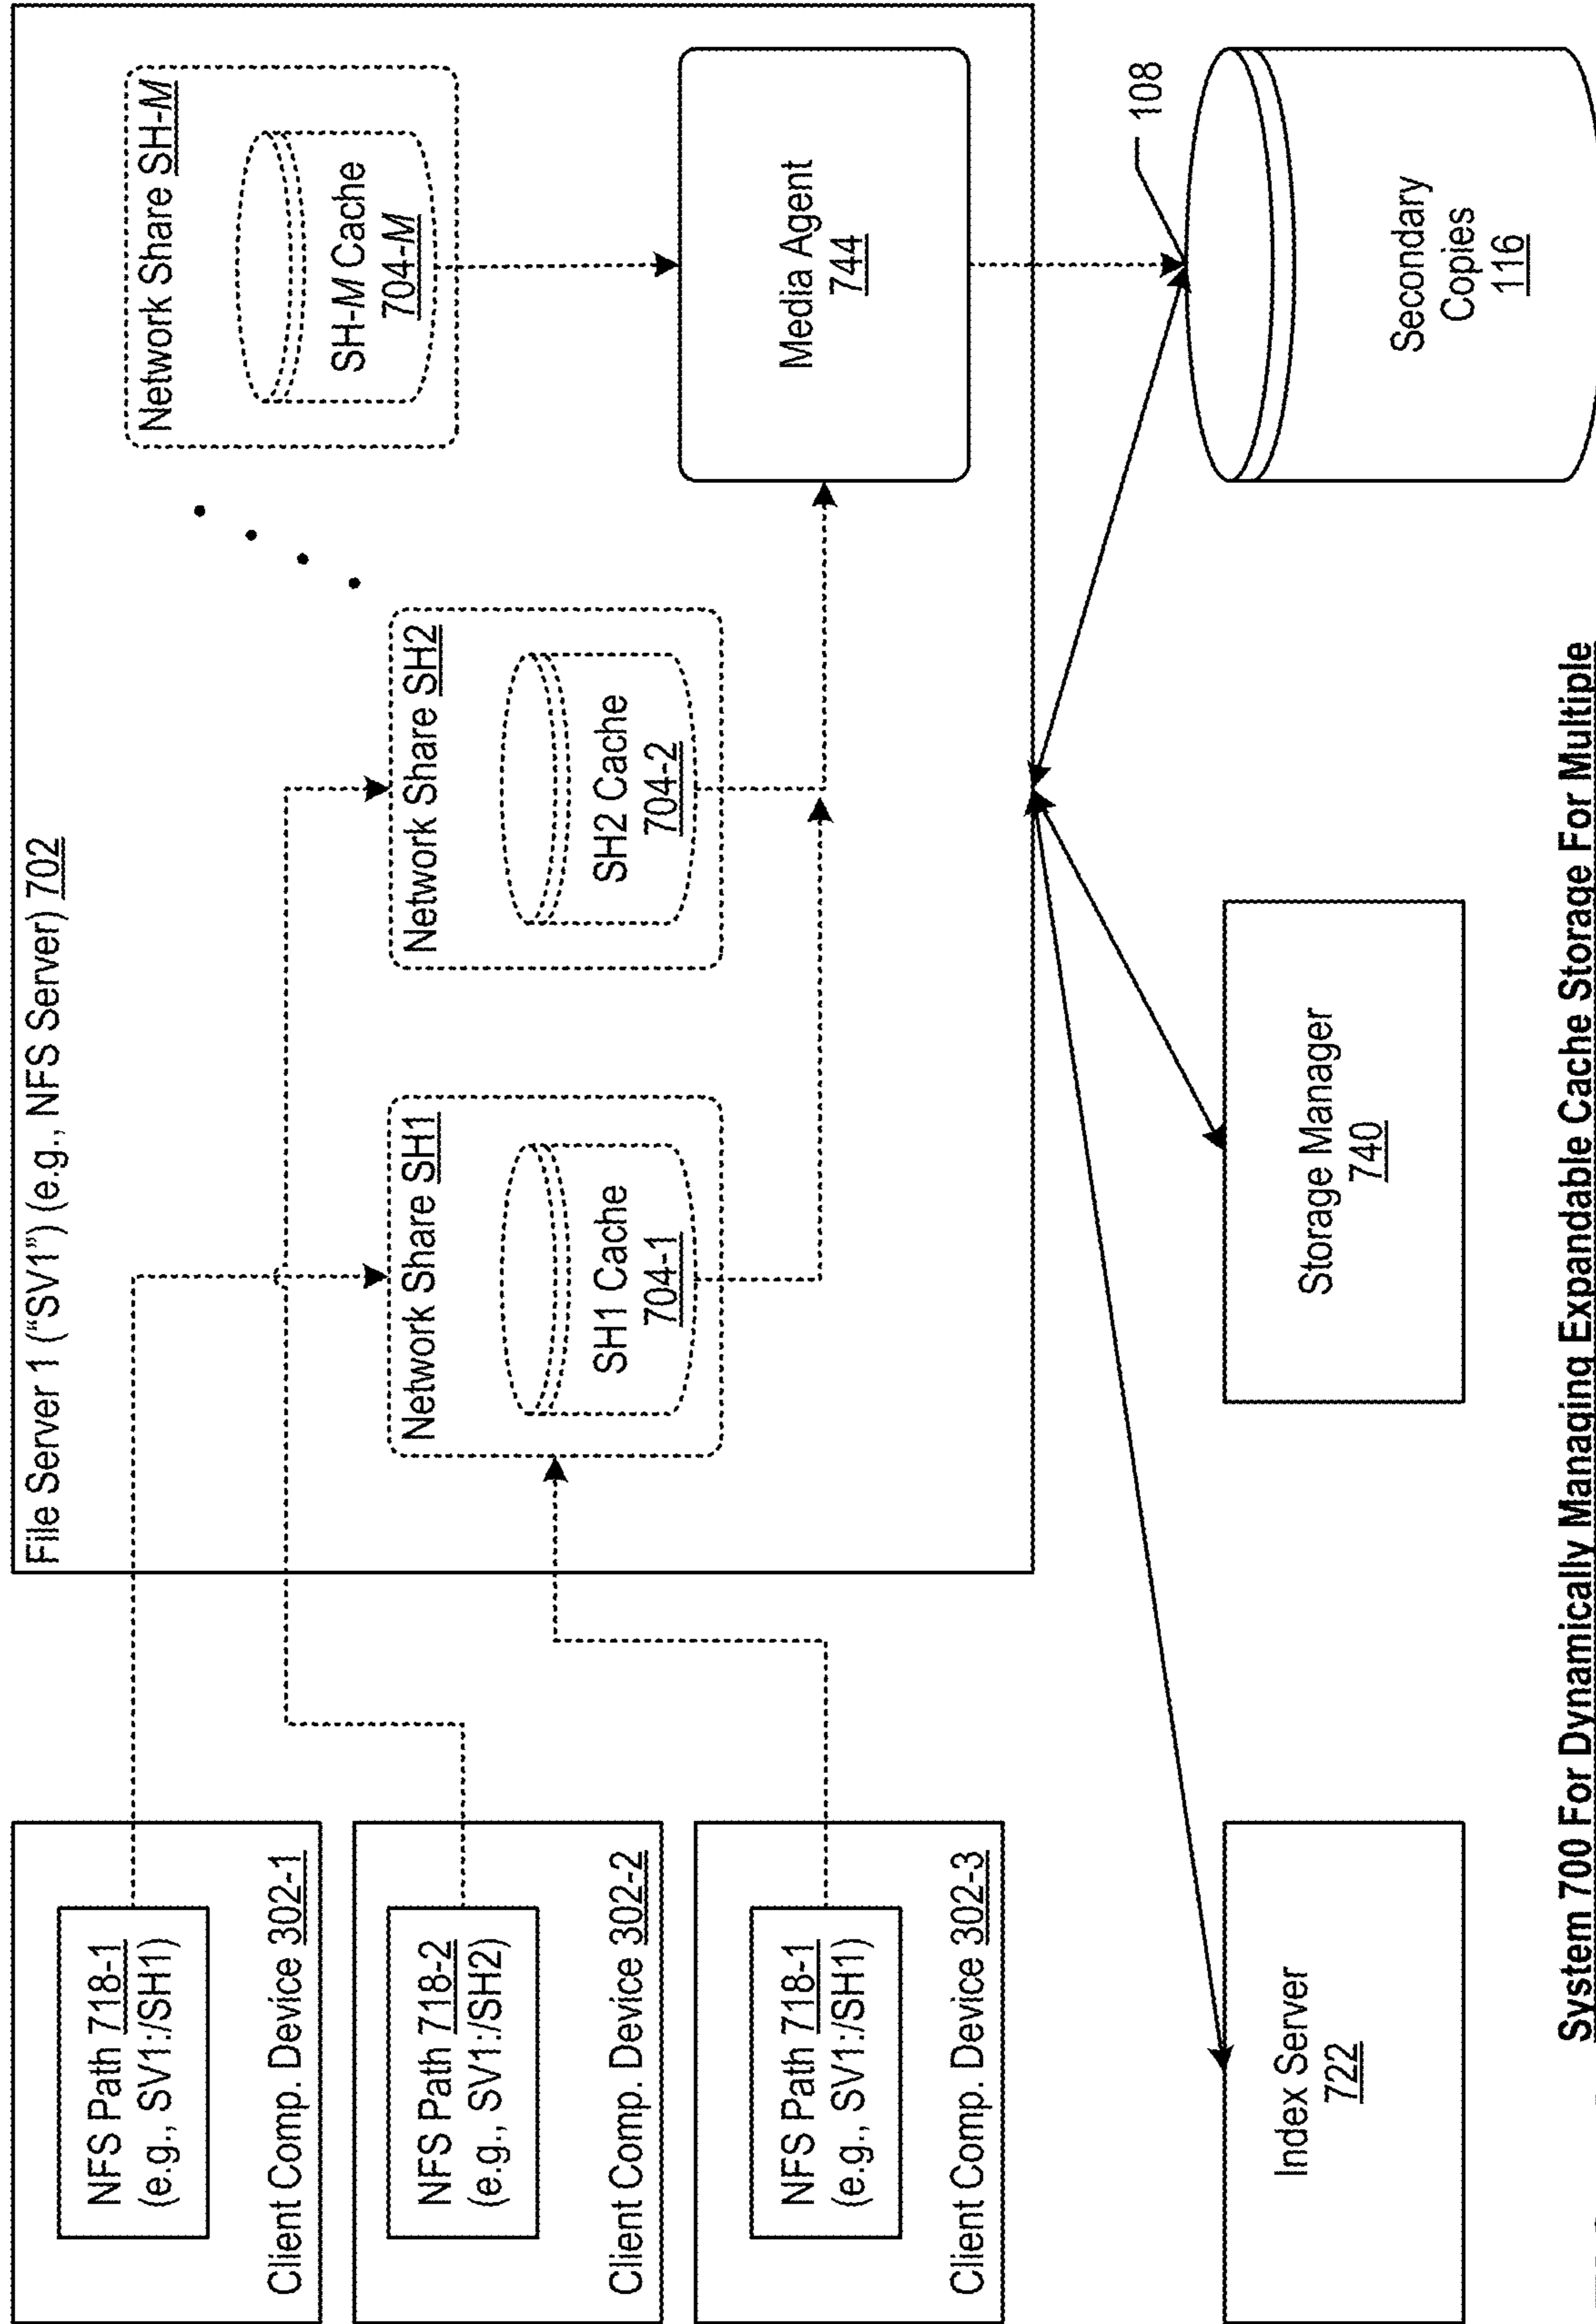 File Server 1 ("SV1") (e.g., NFS Server) 702
NFS Path 718-1
(e.g., SV1:/SH1)
Client Comp. Device 302-1
NFS Path 718-2
(e.g., SV1:/SH2)
Client Comp. Device 302-2
NFS Path 718-1
(e.g., SV1:/SH1)
Client Comp. Device 302-3
Network Share SH1
SH1 Cache
704-1
Network Share SH2
SH2 Cache
704-2
Network Share SH-M
SH-M Cache
704-M
Media Agent
744
108
Index Server
722
Storage Manager
740
Secondary
Copies
116
System 700 For Dynamically Managing Expandable Cache Storage For Multiple